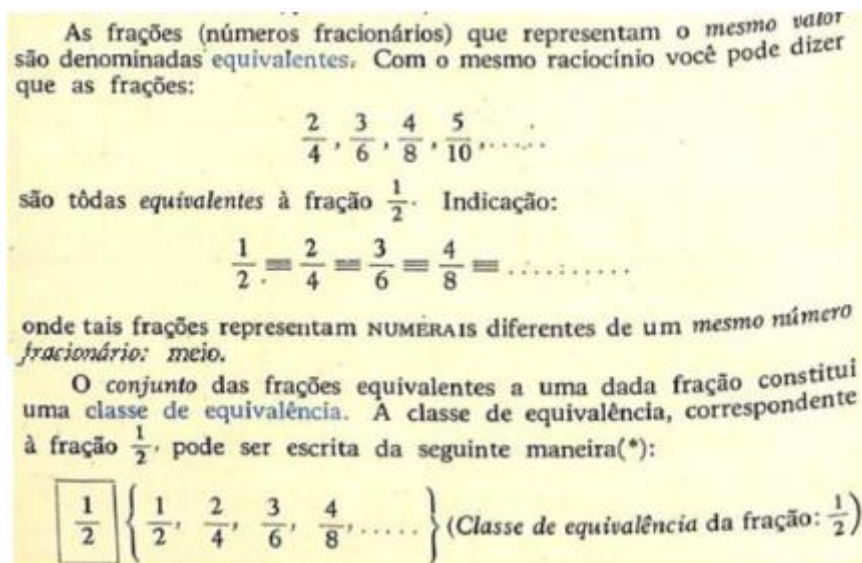 As frações (números fracionários) que representam o mesmo valor
são denominadas equivalentes. Com o mesmo raciocínio você pode dizer
que as frações:
2/4, 3/6, 4/8, 5/10, .....
são tôdas equivalentes à fração 1/2. Indicação:
1/2 ≡ 2/4 ≡ 3/6 ≡ 4/8 ≡ ..........
onde tais frações representam NUMERAIS diferentes de um mesmo número
fracionário: meio.
O conjunto das frações equivalentes a uma dada fração constitui
uma classe de equivalência. A classe de equivalência, correspondente
à fração 1/2, pode ser escrita da seguinte maneira(*):
1/2 {1/2, 2/4, 3/6, 4/8, .....} (Classe de equivalência da fração: 1/2)